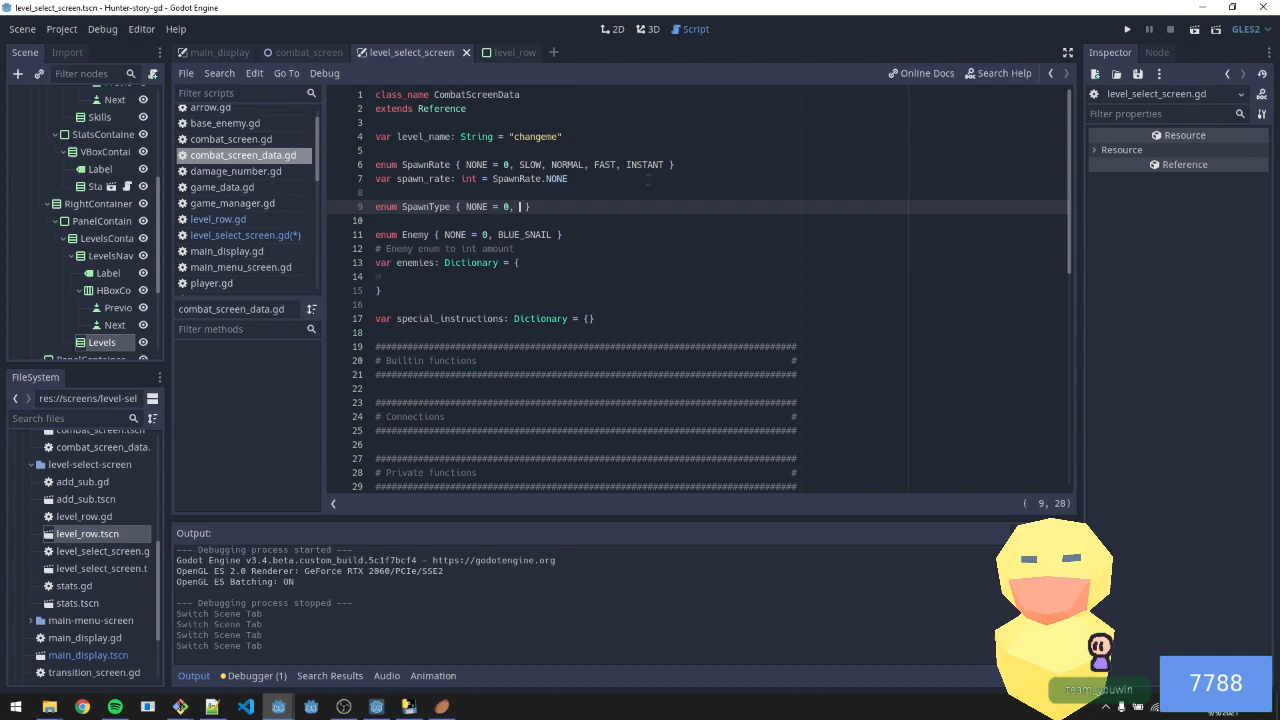 level_select_screen.tscn - Hunter-story-gd - Godot Engine
Scene Project Debug Editor Help
2D 3D Script
GLES2
Scene Import
main_display combat_screen level_select_screen level_row
Inspector Node
Filter nodes
File Search Edit Go To Debug
Online Docs Search Help
Next
Skills
StatsContaine
VBoxContai
Label
Sta
RightContainer
PanelContain
LevelsConta
LevelsNav
Label
HBoxCo
Previo
Next
Levels
Filter scripts
arrow.gd
base_enemy.gd
combat_screen.gd
combat_screen_data.gd
damage_number.gd
game_data.gd
game_manager.gd
level_row.gd
level_select_screen.gd(*)
main_display.gd
main_menu_screen.gd
player.gd
combat_screen_data.gd
Filter methods
1 class_name CombatScreenData
2 extends Reference
3
4 var level_name: String = "changeme"
5
6 enum SpawnRate { NONE = 0, SLOW, NORMAL, FAST, INSTANT }
7 var spawn_rate: int = SpawnRate.NONE
8
9 enum SpawnType { NONE = 0, }
10
11 enum Enemy { NONE = 0, BLUE_SNAIL }
12 # Enemy enum to int amount
13 var enemies: Dictionary = {
14
15 }
16
17 var special_instructions: Dictionary = {}
18
19 ###############################################################################
20 # Builtin functions #
21 ###############################################################################
22
23 ###############################################################################
24 # Connections #
25 ###############################################################################
26
27 ###############################################################################
28 # Private functions #
29 ###############################################################################
( 9, 28)
level_select_screen.gd
Filter properties
Resource
Resource
Reference
FileSystem
res://screens/level-sel
Search files
combat_screen.tscn
combat_screen_data.
level-select-screen
add_sub.gd
add_sub.tscn
level_row.gd
level_row.tscn
level_select_screen.g
level_select_screen.t
stats.gd
stats.tscn
main-menu-screen
main_display.gd
main_display.tscn
transition_screen.gd
Output:
--- Debugging process started ---
Godot Engine v3.4.beta.custom_build.5c1f7bcf4 - https://godotengine.org
OpenGL ES 2.0 Renderer: GeForce RTX 2060/PCIe/SSE2
OpenGL ES Batching: ON
--- Debugging process stopped ---
Switch Scene Tab
Switch Scene Tab
Switch Scene Tab
Switch Scene Tab
Output Debugger (1) Search Results Audio Animation
team_youwin
7788